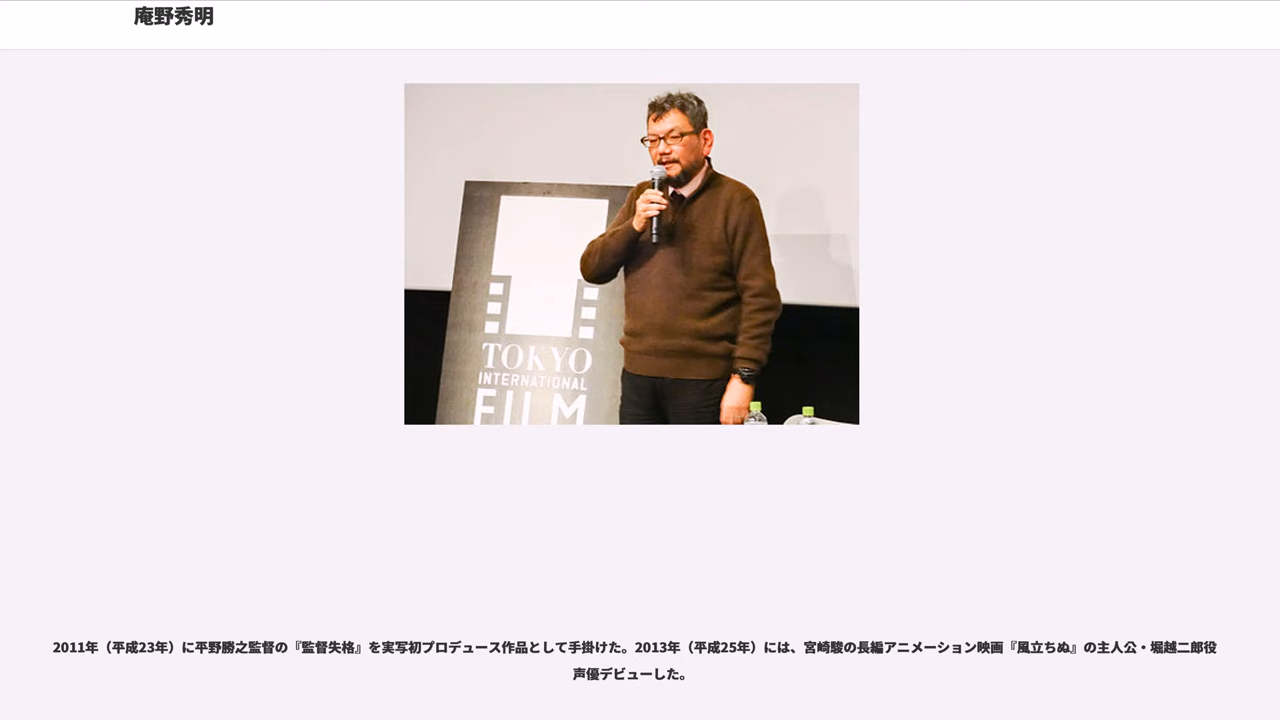 庵野秀明
TOKYO
INTERNATIONAL
FILM
2011年（平成23年）に平野勝之監督の『監督失格』を実写初プロデュース作品として手掛けた。2013年（平成25年）には、宮崎駿の長編アニメーション映画『風立ちぬ』の主人公・堀越二郎役
声優デビューした。